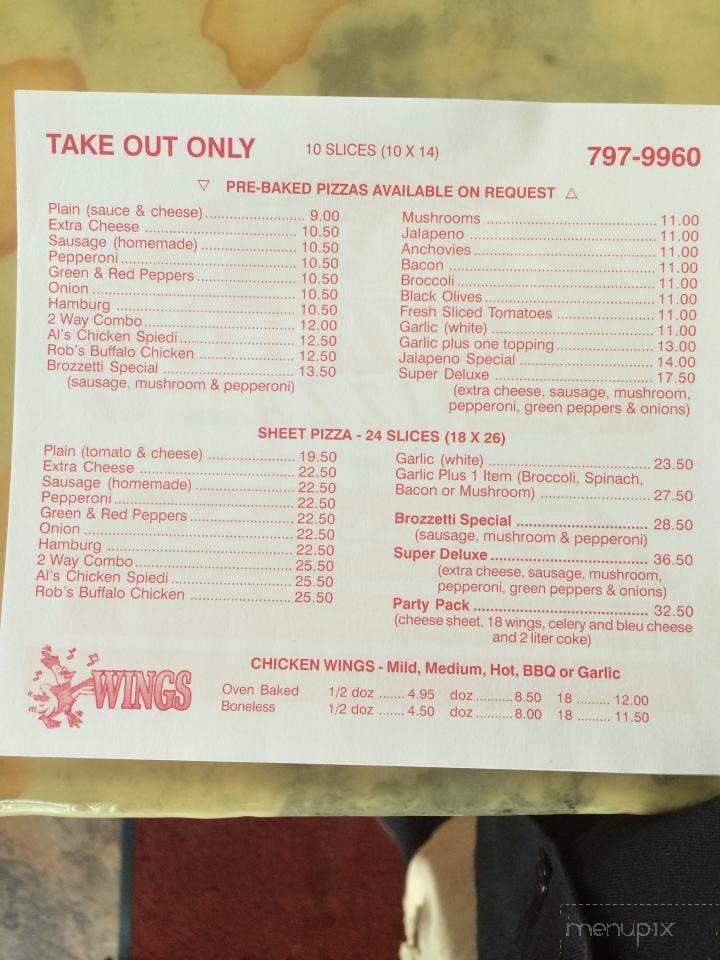 TAKE OUT ONLY 10 SLICES (10 X 14) 797-9960
▽ PRE-BAKED PIZZAS AVAILABLE ON REQUEST △
Plain (sauce & cheese) 9.00
Extra Cheese 10.50
Sausage (homemade) 10.50
Pepperoni 10.50
Green & Red Peppers 10.50
Onion 10.50
Hamburg 10.50
2 Way Combo 12.00
Al's Chicken Spiedi 12.50
Rob's Buffalo Chicken 12.50
Brozzetti Special 13.50
(sausage, mushroom & pepperoni)
Mushrooms 11.00
Jalapeno 11.00
Anchovies 11.00
Bacon 11.00
Broccoli 11.00
Black Olives 11.00
Fresh Sliced Tomatoes 11.00
Garlic (white) 11.00
Garlic plus one topping 13.00
Jalapeno Special 14.00
Super Deluxe 17.50
(extra cheese, sausage, mushroom,
pepperoni, green peppers & onions)
SHEET PIZZA - 24 SLICES (18 X 26)
Plain (tomato & cheese) 19.50
Extra Cheese 22.50
Sausage (homemade) 22.50
Pepperoni 22.50
Green & Red Peppers 22.50
Onion 22.50
Hamburg 22.50
2 Way Combo 25.50
Al's Chicken Spiedi 25.50
Rob's Buffalo Chicken 25.50
Garlic (white) 23.50
Garlic Plus 1 Item (Broccoli, Spinach,
Bacon or Mushroom) 27.50
Brozzetti Special 28.50
(sausage, mushroom & pepperoni)
Super Deluxe 36.50
(extra cheese, sausage, mushroom,
pepperoni, green peppers & onions)
Party Pack 32.50
(cheese sheet, 18 wings, celery and bleu cheese
and 2 liter coke)
WINGS
CHICKEN WINGS - Mild, Medium, Hot, BBQ or Garlic
Oven Baked 1/2 doz 4.95 doz 8.50 18 12.00
Boneless 1/2 doz 4.50 doz 8.00 18 11.50
menupix